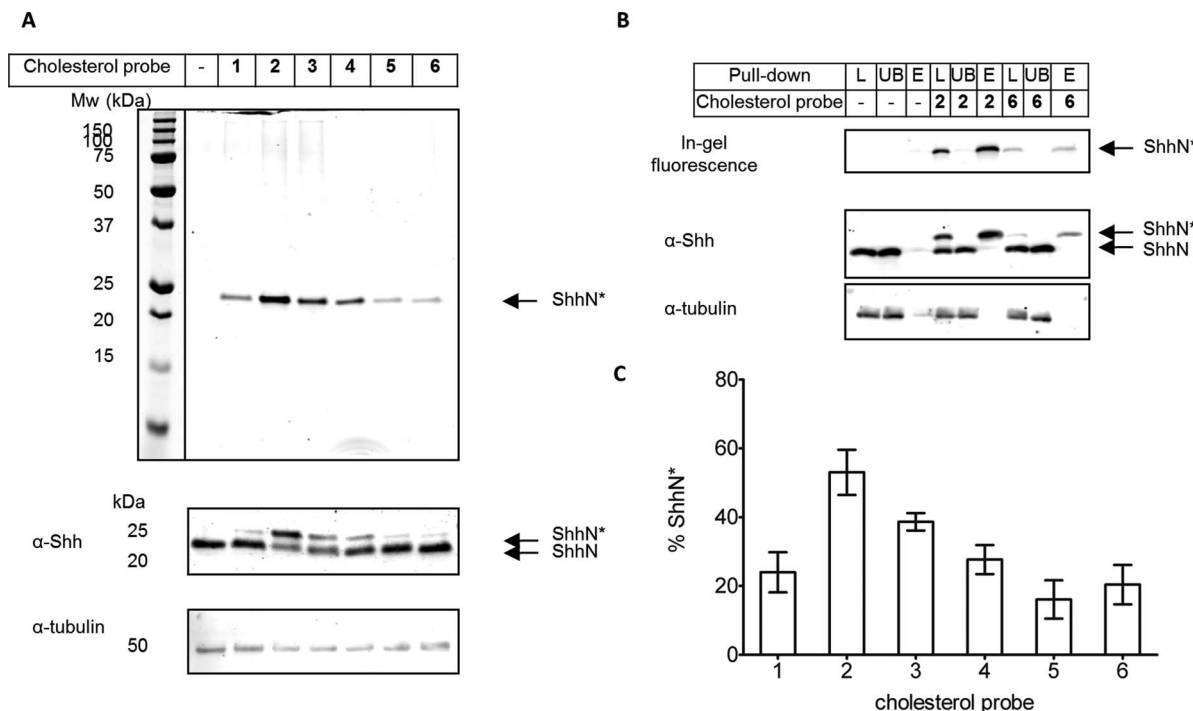 A
Cholesterol probe - 1 2 3 4 5 6
Mw (kDa)
150
100
75
50
37
25
20
15
ShhN*
kDa
α-Shh 25 20
ShhN*
ShhN
α-tubulin 50
B
Pull-down L UB E L UB E L UB E
Cholesterol probe - - - 2 2 2 6 6 6
In-gel
fluorescence
ShhN*
α-Shh
ShhN*
ShhN
α-tubulin
C
80
60
40
20
0
% ShhN*
1 2 3 4 5 6
cholesterol probe